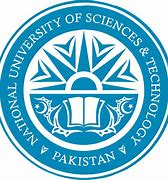 NATIONAL UNIVERSITY OF SCIENCES & TECHNOLOGY
PAKISTAN